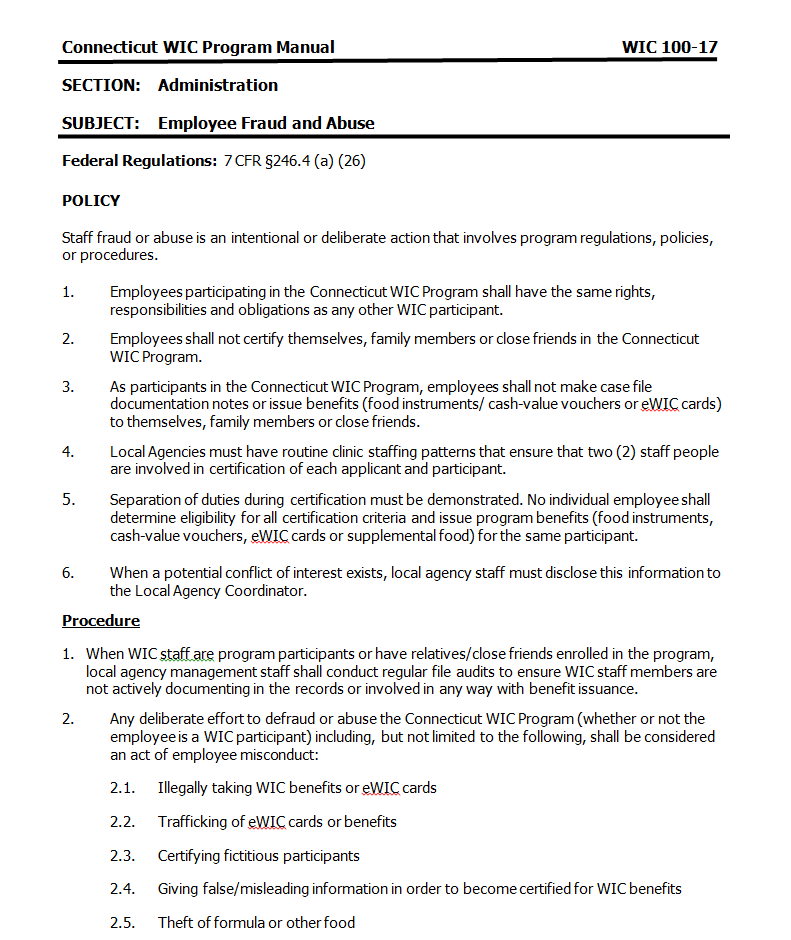 Connecticut WIC Program Manual WIC 100-17
SECTION: Administration
SUBJECT: Employee Fraud and Abuse
Federal Regulations: 7 CFR §246.4 (a) (26)
POLICY
Staff fraud or abuse is an intentional or deliberate action that involves program regulations, policies,
or procedures.
1. Employees participating in the Connecticut WIC Program shall have the same rights,
responsibilities and obligations as any other WIC participant.
2. Employees shall not certify themselves, family members or close friends in the Connecticut
WIC Program.
3. As participants in the Connecticut WIC Program, employees shall not make case file
documentation notes or issue benefits (food instruments/ cash-value vouchers or eWIC cards)
to themselves, family members or close friends.
4. Local Agencies must have routine clinic staffing patterns that ensure that two (2) staff people
are involved in certification of each applicant and participant.
5. Separation of duties during certification must be demonstrated. No individual employee shall
determine eligibility for all certification criteria and issue program benefits (food instruments,
cash-value vouchers, eWIC cards or supplemental food) for the same participant.
6. When a potential conflict of interest exists, local agency staff must disclose this information to
the Local Agency Coordinator.
Procedure
1. When WIC staff are program participants or have relatives/close friends enrolled in the program,
local agency management staff shall conduct regular file audits to ensure WIC staff members are
not actively documenting in the records or involved in any way with benefit issuance.
2. Any deliberate effort to defraud or abuse the Connecticut WIC Program (whether or not the
employee is a WIC participant) including, but not limited to the following, shall be considered
an act of employee misconduct:
2.1. Illegally taking WIC benefits or eWIC cards
2.2. Trafficking of eWIC cards or benefits
2.3. Certifying fictitious participants
2.4. Giving false/misleading information in order to become certified for WIC benefits
2.5. Theft of formula or other food